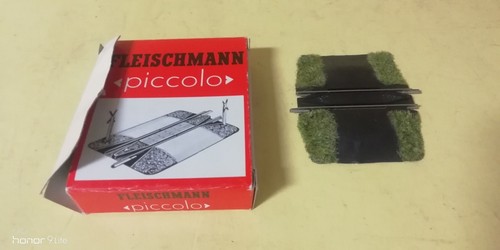 FLEISCHMANN
piccolo
FLEISCHMANN
piccolo
honor 9 Lite